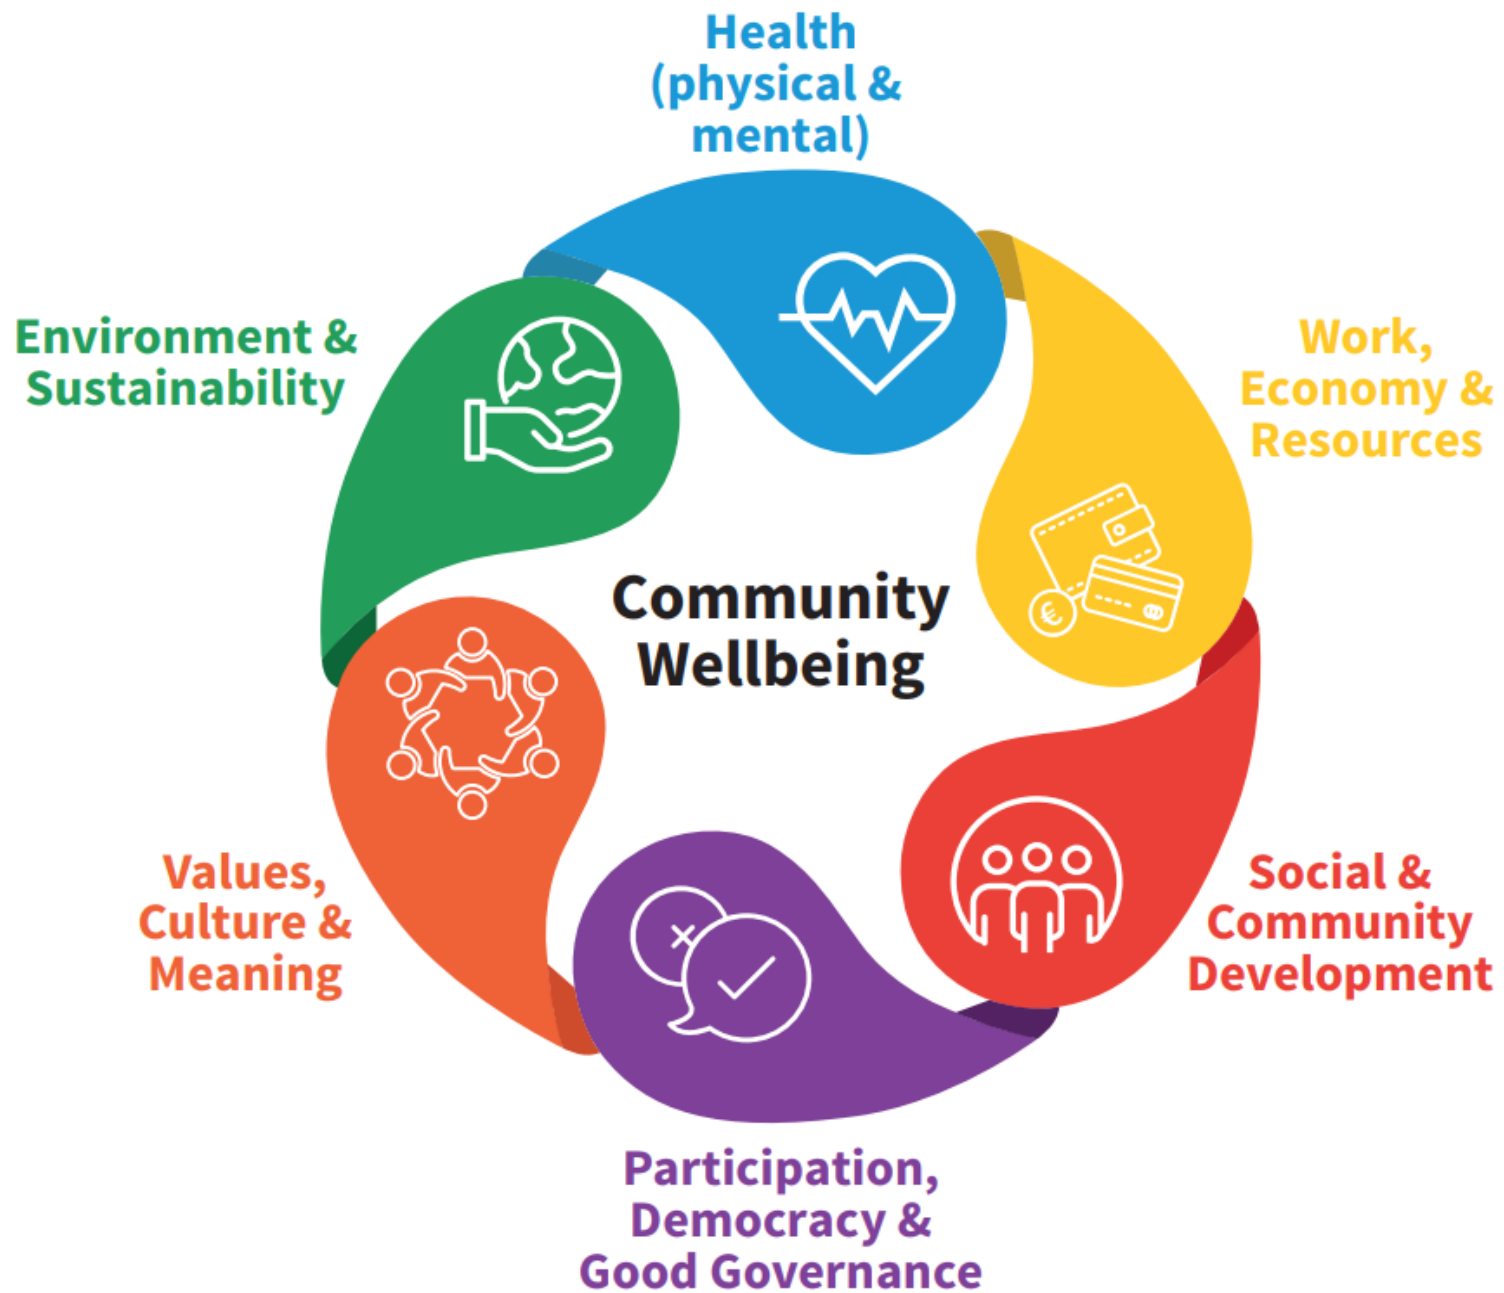 Health
(physical &
mental)
Environment &
Sustainability
Work,
Economy &
Resources
Community
Wellbeing
€
Values,
Culture &
Meaning
Social &
Community
Development
Participation,
Democracy &
Good Governance